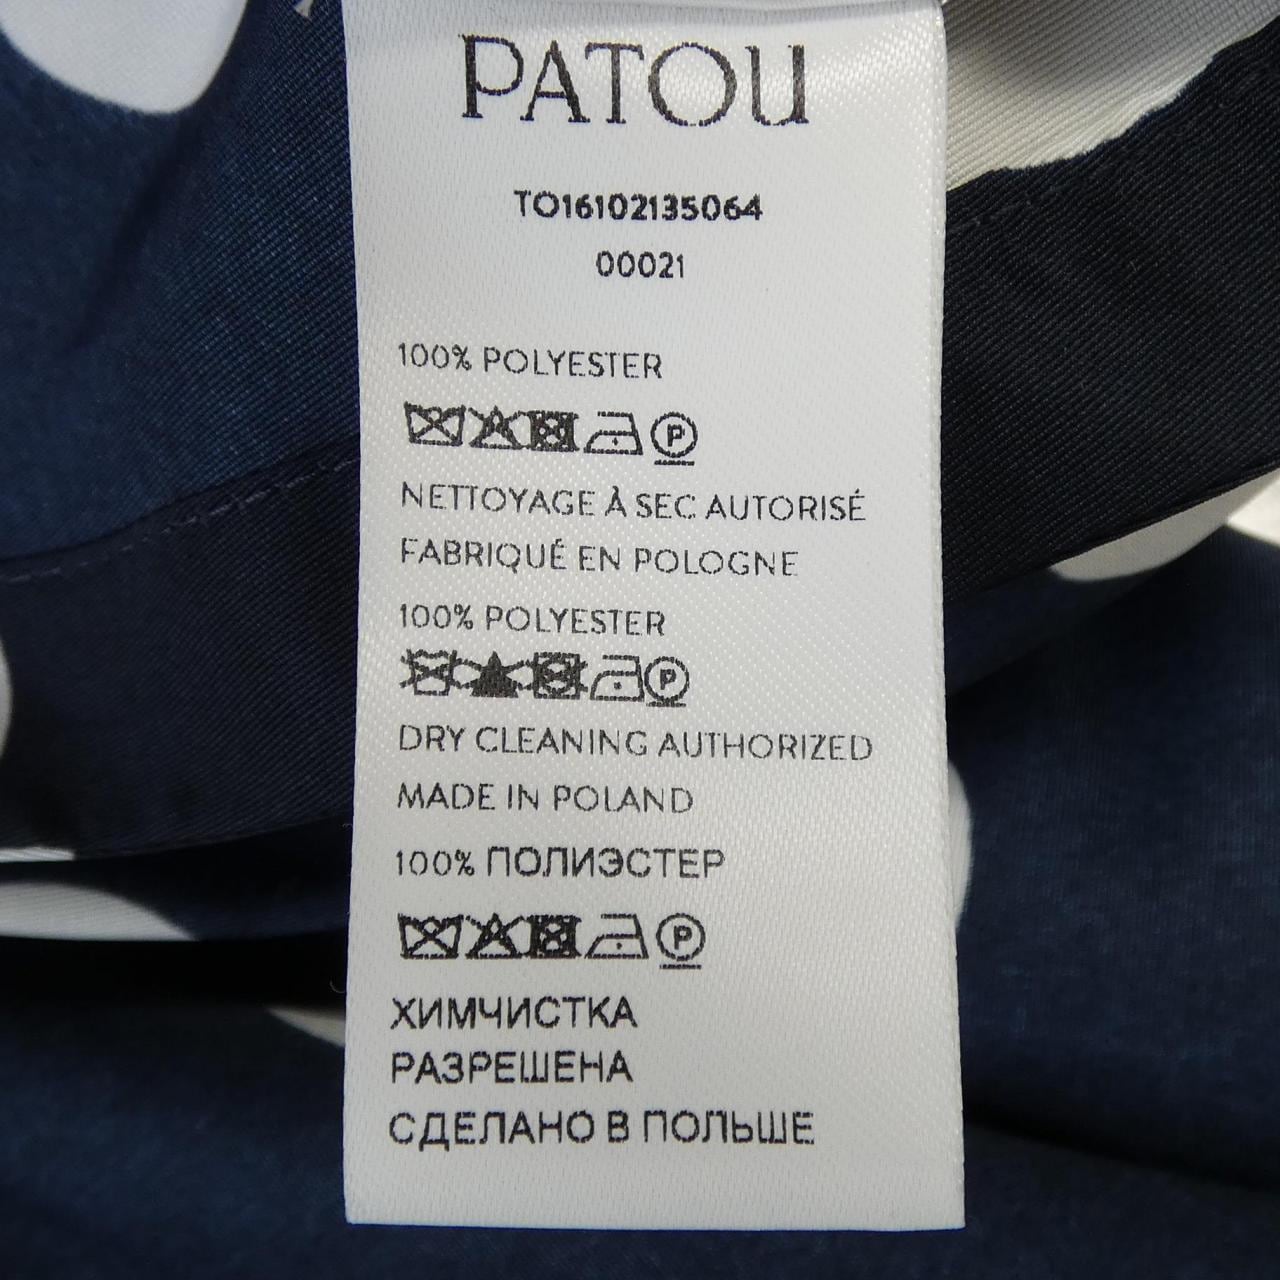 PATOU
TO16102135064
00021
100% POLYESTER
P
NETTOYAGE À SEC AUTORISÉ
FABRIQUÉ EN POLOGNE
100% POLYESTER
P
DRY CLEANING AUTHORIZED
MADE IN POLAND
100% ПОЛИЭСТЕР
P
ХИМЧИСТКА
РАЗРЕШЕНА
СДЕЛАНО В ПОЛЬШЕ